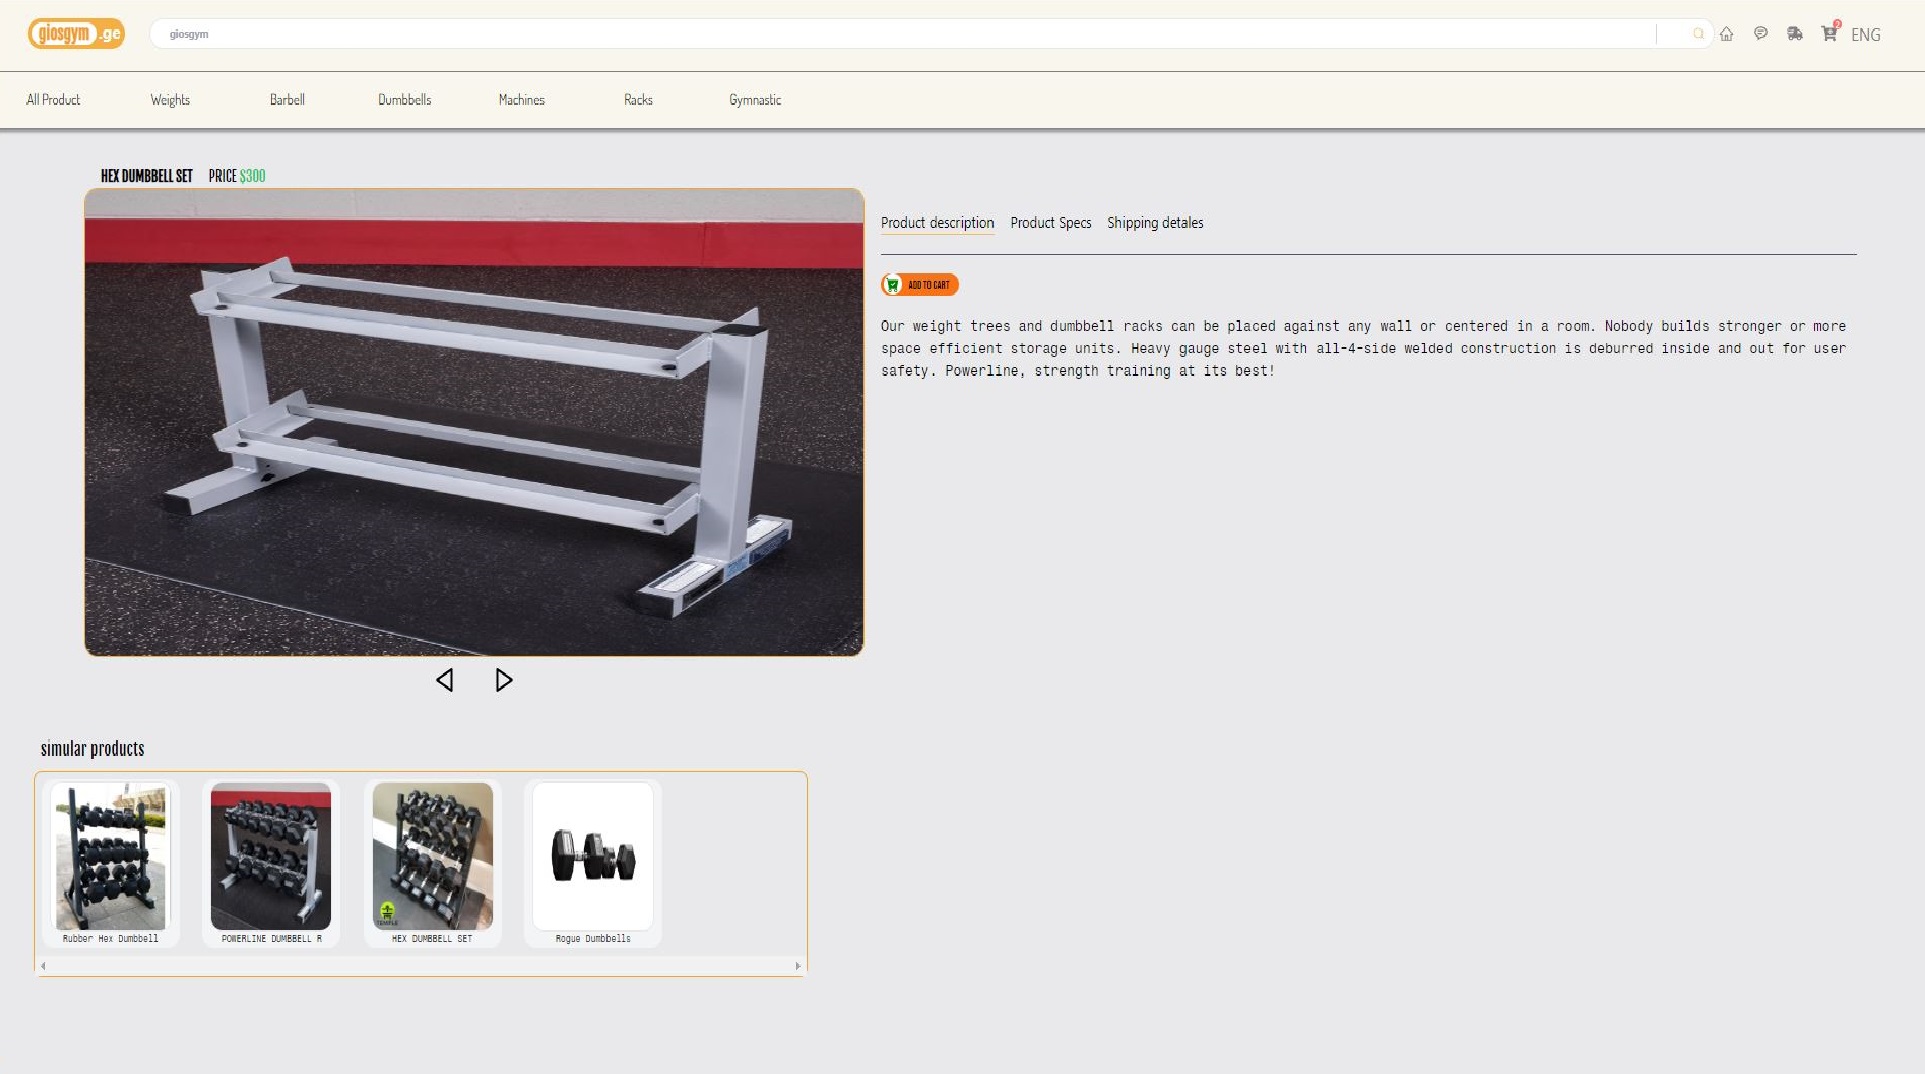 giosgym.ge
giosgym
2
ENG
All Product
Weights
Barbell
Dumbbells
Machines
Racks
Gymnastic
HEX DUMBBELL SET PRICE $300
Product description
Product Specs
Shipping detales
ADD TO CART
Our weight trees and dumbbell racks can be placed against any wall or centered in a room. Nobody builds stronger or more
space efficient storage units. Heavy gauge steel with all-4-side welded construction is deburred inside and out for user
safety. Powerline, strength training at its best!
simular products
Rubber Hex Dumbbell
POWERLINE DUMBBELL R
HEX DUMBBELL SET
Rogue Dumbbells